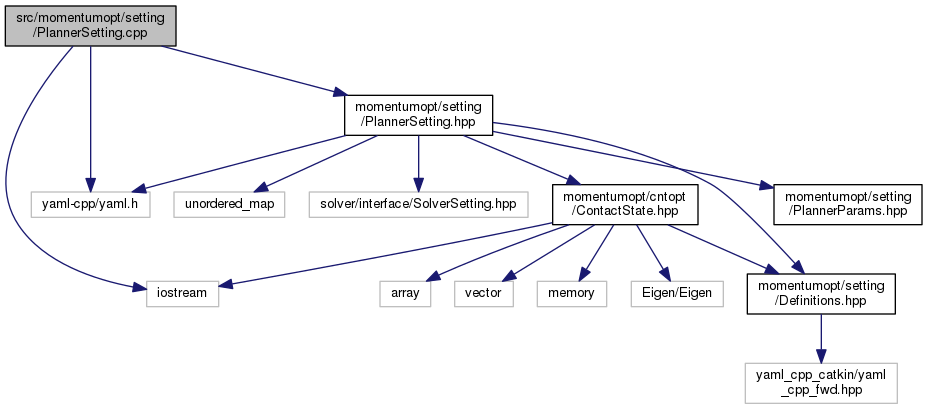 src/momentumopt/setting
/PlannerSetting.cpp
momentumopt/setting
/PlannerSetting.hpp
yaml-cpp/yaml.h
unordered_map
solver/interface/SolverSetting.hpp
momentumopt/cntopt
/ContactState.hpp
momentumopt/setting
/PlannerParams.hpp
iostream
array
vector
memory
Eigen/Eigen
momentumopt/setting
/Definitions.hpp
yaml_cpp_catkin/yaml
_cpp_fwd.hpp